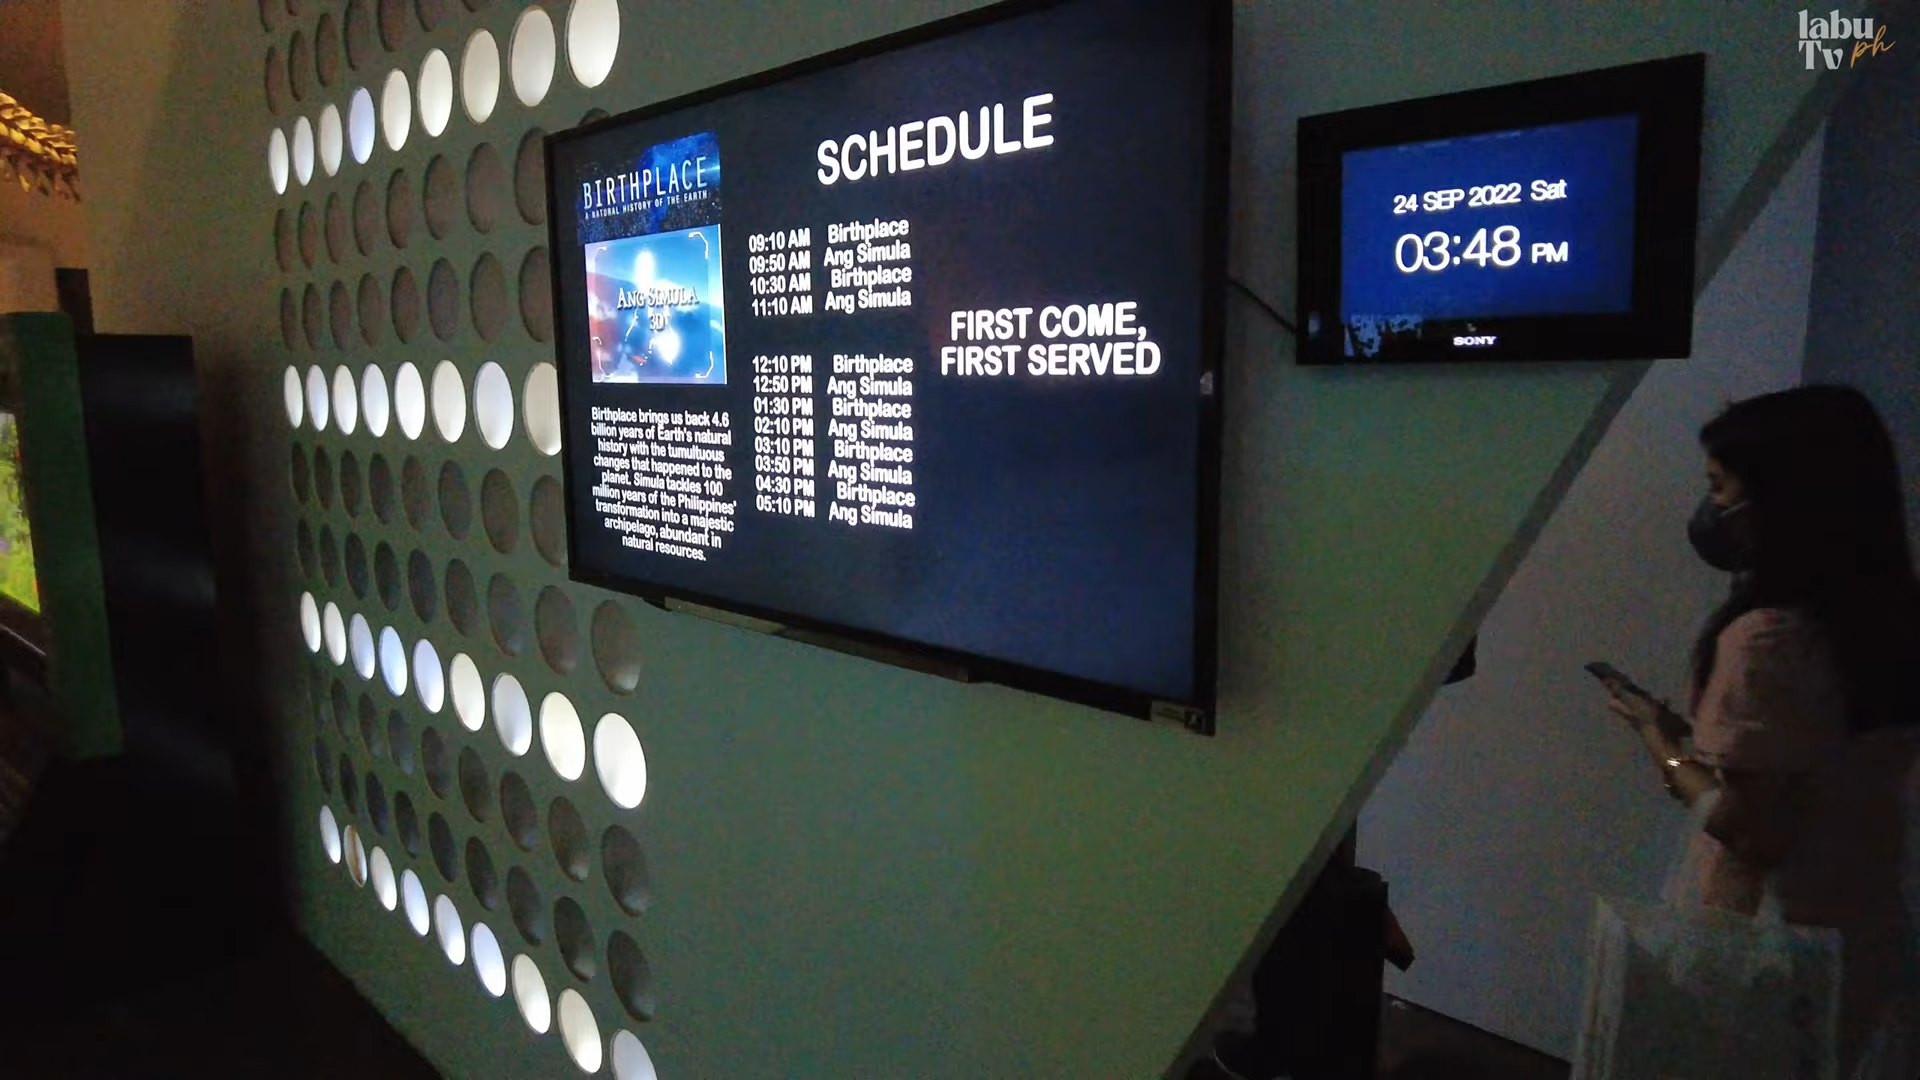 labu
Tv ph
BIRTHPLACE
A NATURAL HISTORY OF THE EARTH
ANG SIMULA
3D
Birthplace brings us back 4.6
billion years of Earth's natural
history with the tumultuous
changes that happened to the
planet. Simula tackles 100
million years of the Philippines'
transformation into a majestic
archipelago, abundant in
natural resources.
SCHEDULE
09:10 AM Birthplace
09:50 AM Ang Simula
10:30 AM Birthplace
11:10 AM Ang Simula
12:10 PM Birthplace
12:50 PM Ang Simula
01:30 PM Birthplace
02:10 PM Ang Simula
03:10 PM Birthplace
03:50 PM Ang Simula
04:30 PM Birthplace
05:10 PM Ang Simula
FIRST COME,
FIRST SERVED
24 SEP 2022 Sat
03:48 PM
SONY